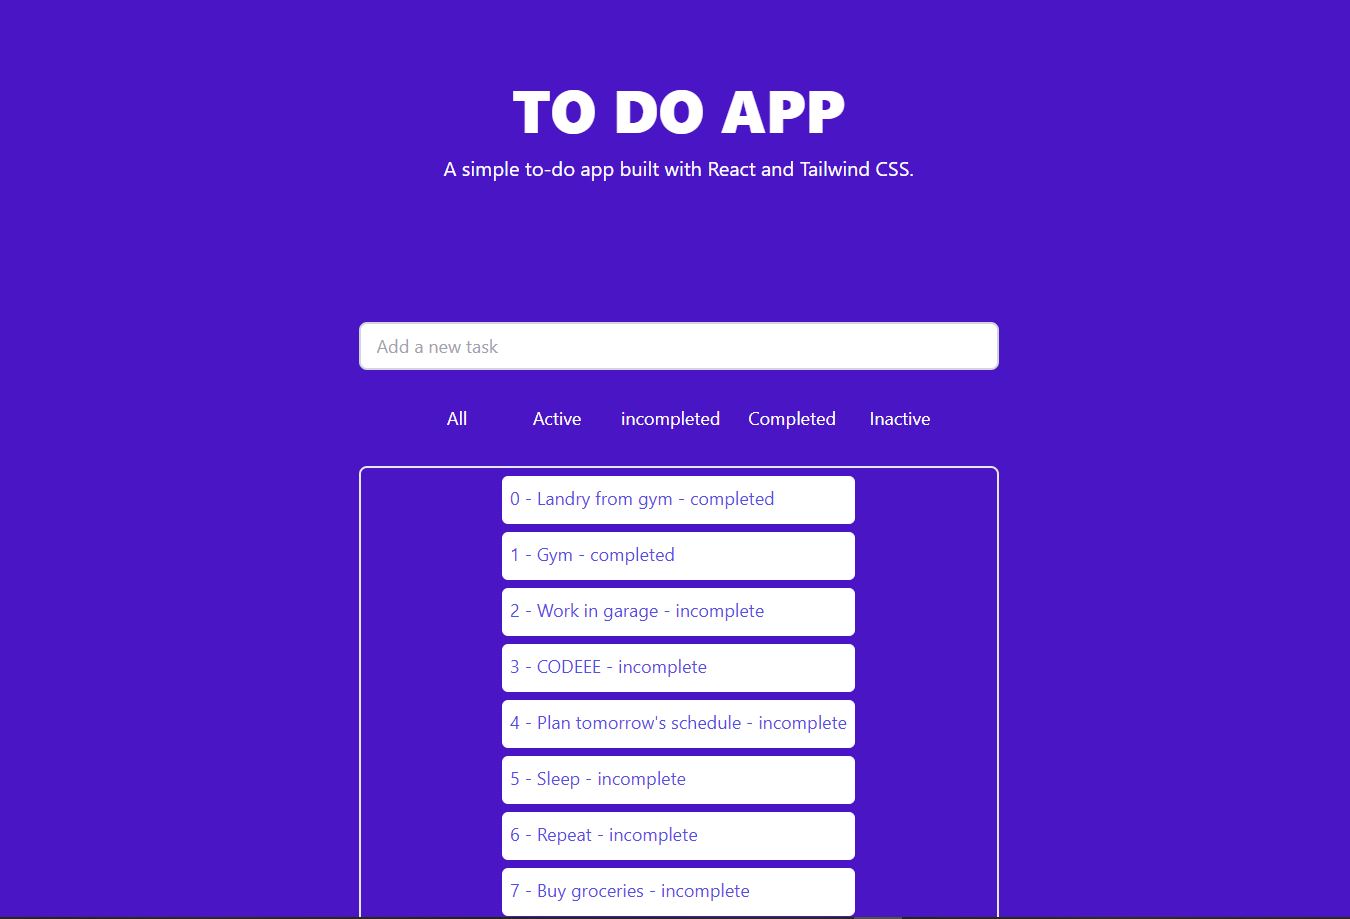 TO DO APP
A simple to-do app built with React and Tailwind CSS.
Add a new task
All Active incompleted Completed Inactive
0 - Landry from gym - completed
1 - Gym - completed
2 - Work in garage - incomplete
3 - CODEEE - incomplete
4 - Plan tomorrow's schedule - incomplete
5 - Sleep - incomplete
6 - Repeat - incomplete
7 - Buy groceries - incomplete